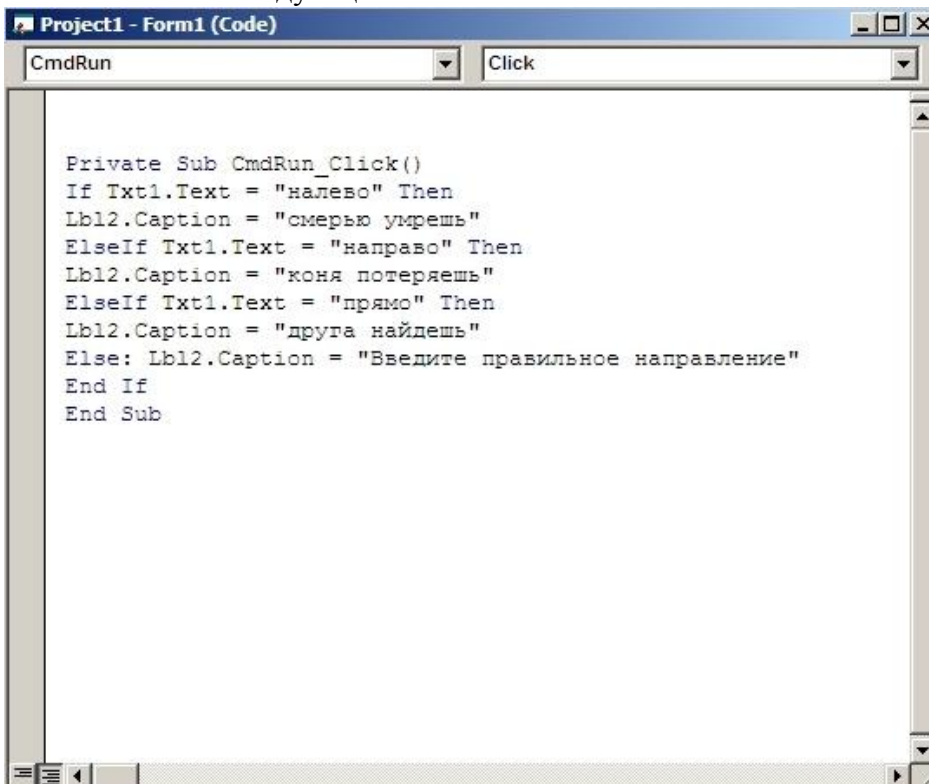 Project1 - Form1 (Code)
CmdRun Click
Private Sub CmdRun_Click()
If Txt1.Text = "налево" Then
Lbl2.Caption = "смерью умрешь"
ElseIf Txt1.Text = "направо" Then
Lbl2.Caption = "коня потеряешь"
ElseIf Txt1.Text = "прямо" Then
Lbl2.Caption = "друга найдешь"
Else: Lbl2.Caption = "Введите правильное направление"
End If
End Sub